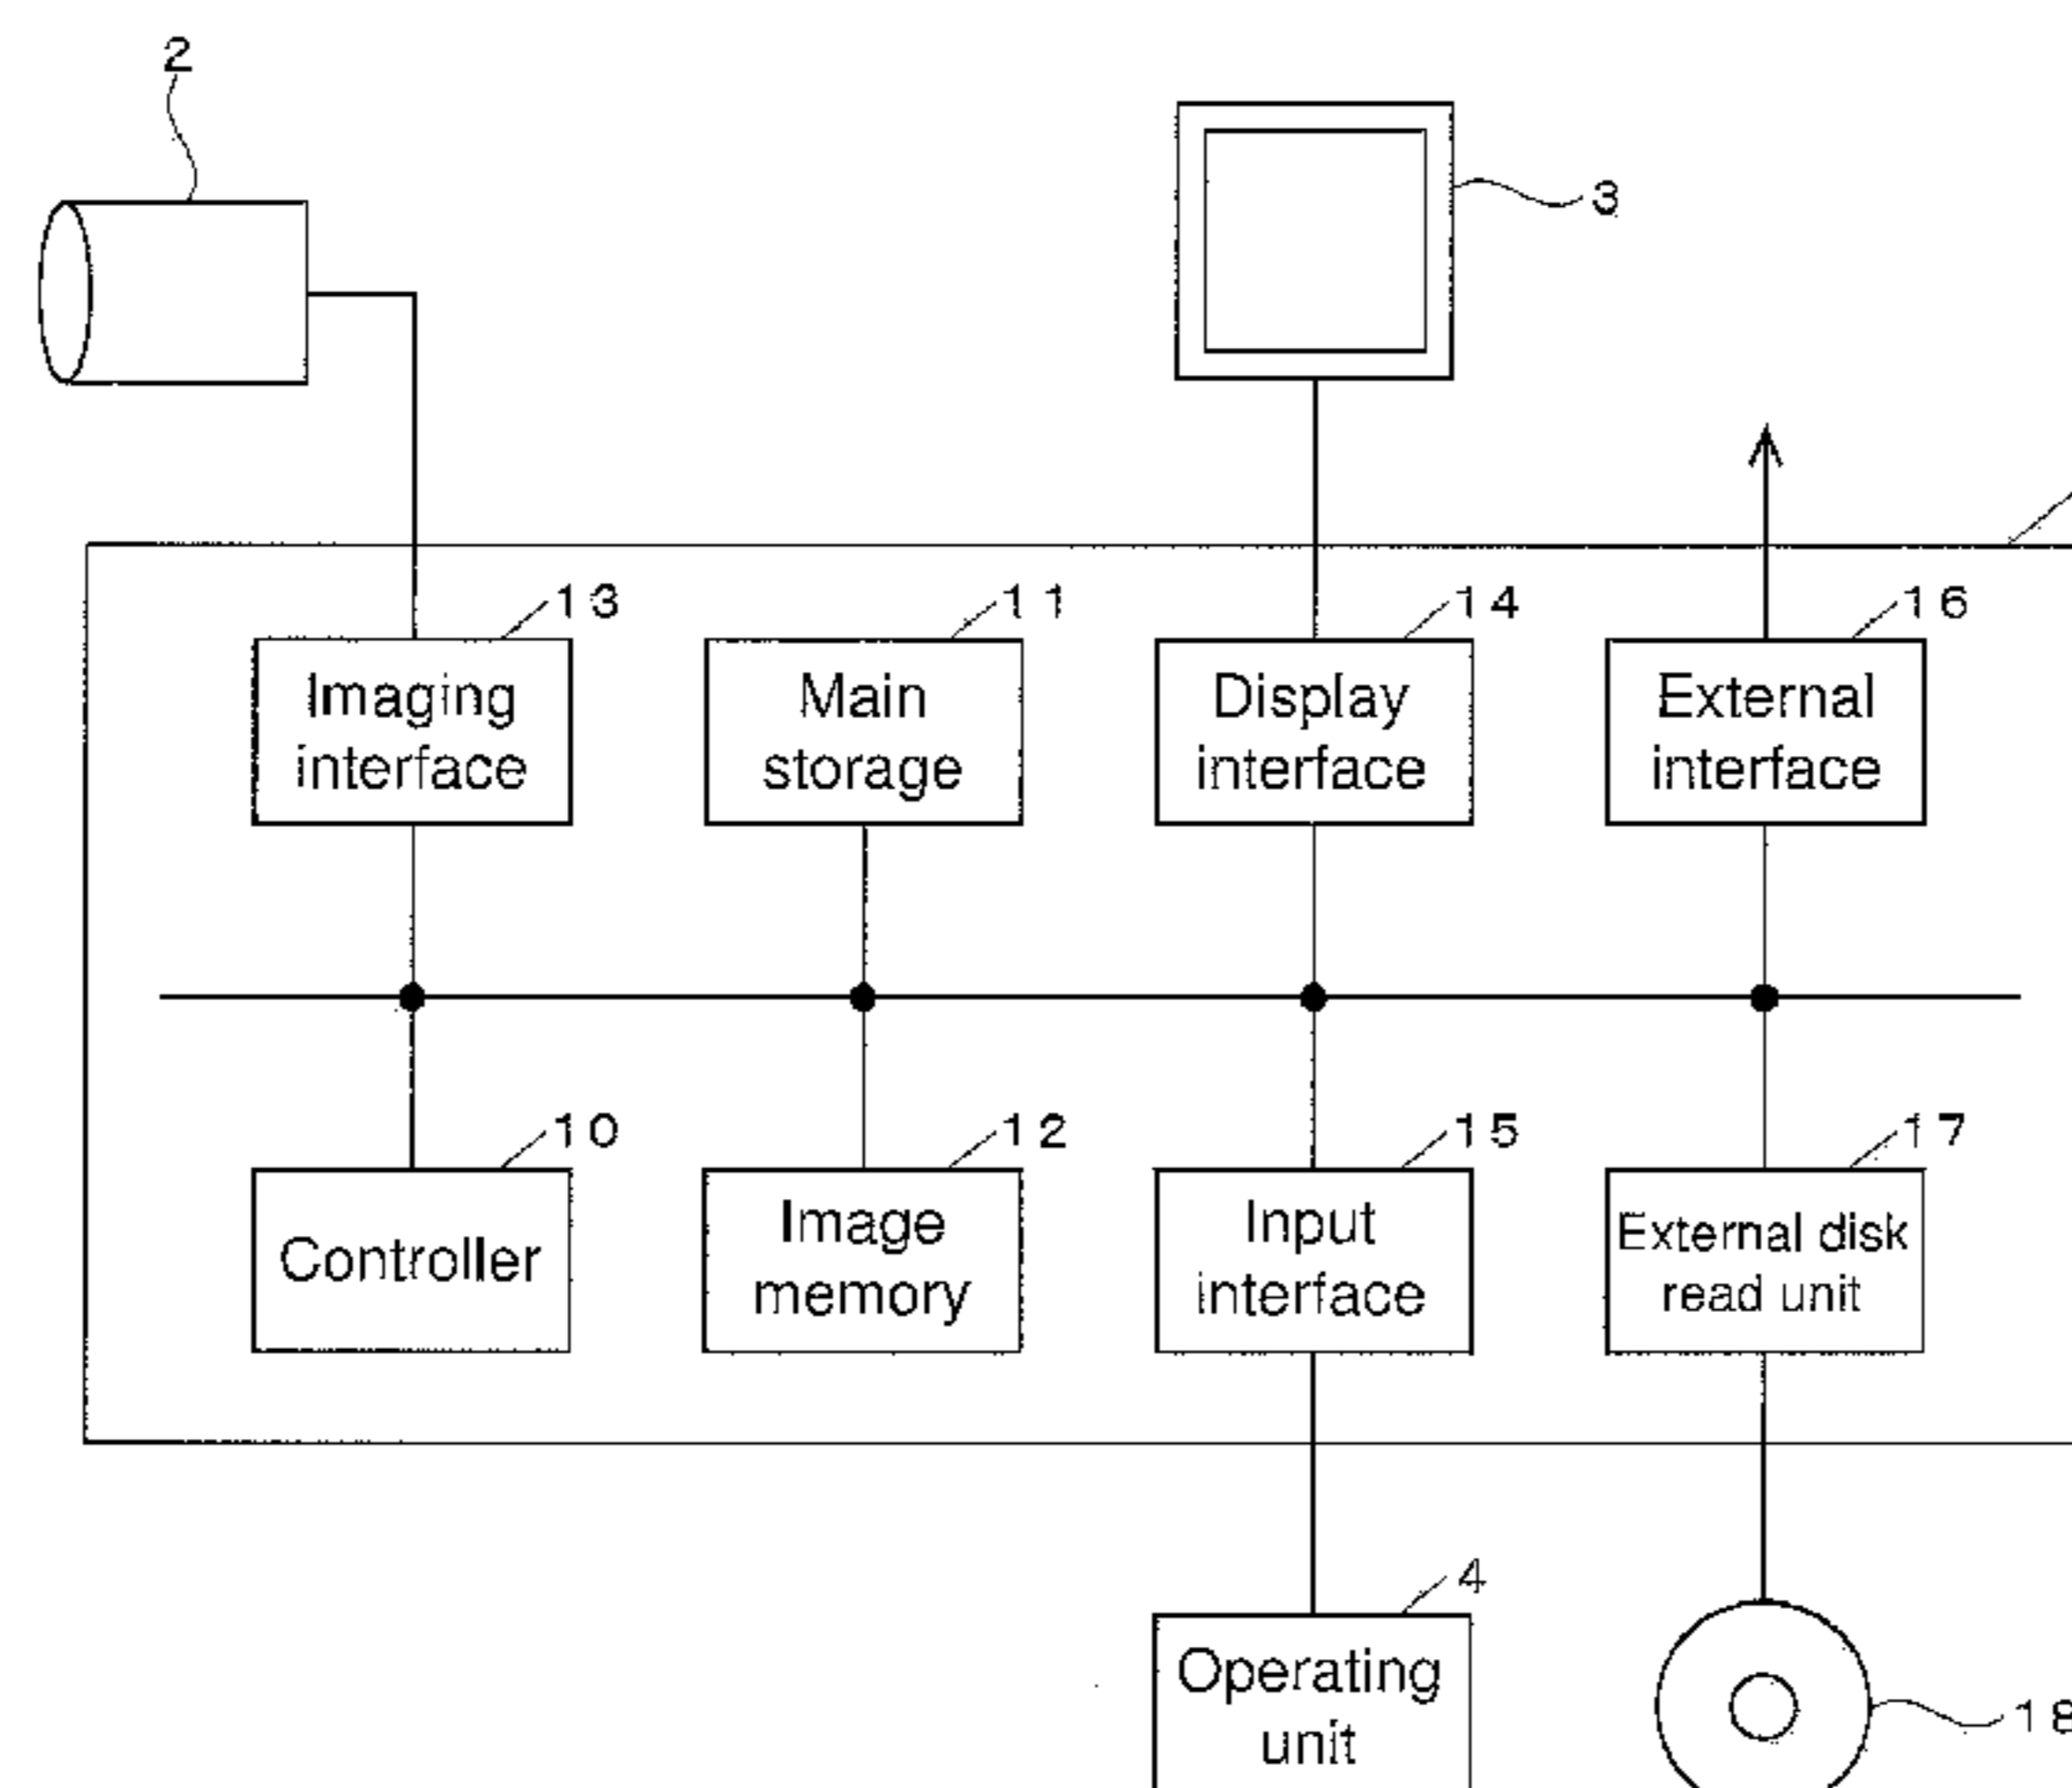 2
3
13
11
14
16
Imaging
interface
Main
storage
Display
interface
External
interface
10
12
15
17
Controller
Image
memory
Input
interface
External disk
read unit
4
Operating
unit
18